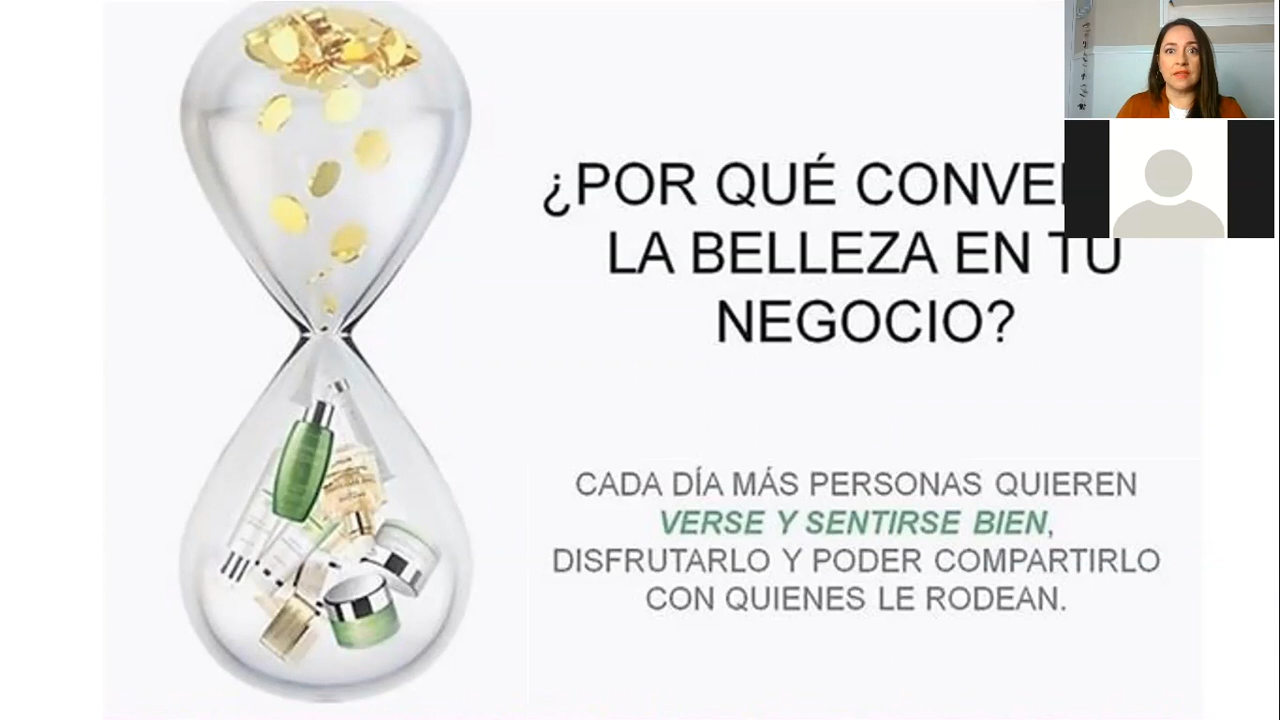 ¿POR QUÉ
LA BELLEZA EN TU
NEGOCIO?
CADA DÍA MÁS PERSONAS QUIEREN
VERSE Y SENTIRSE BIEN,
DISFRUTARLO Y PODER COMPARTIRLO
CON QUIENES LE RODEAN.